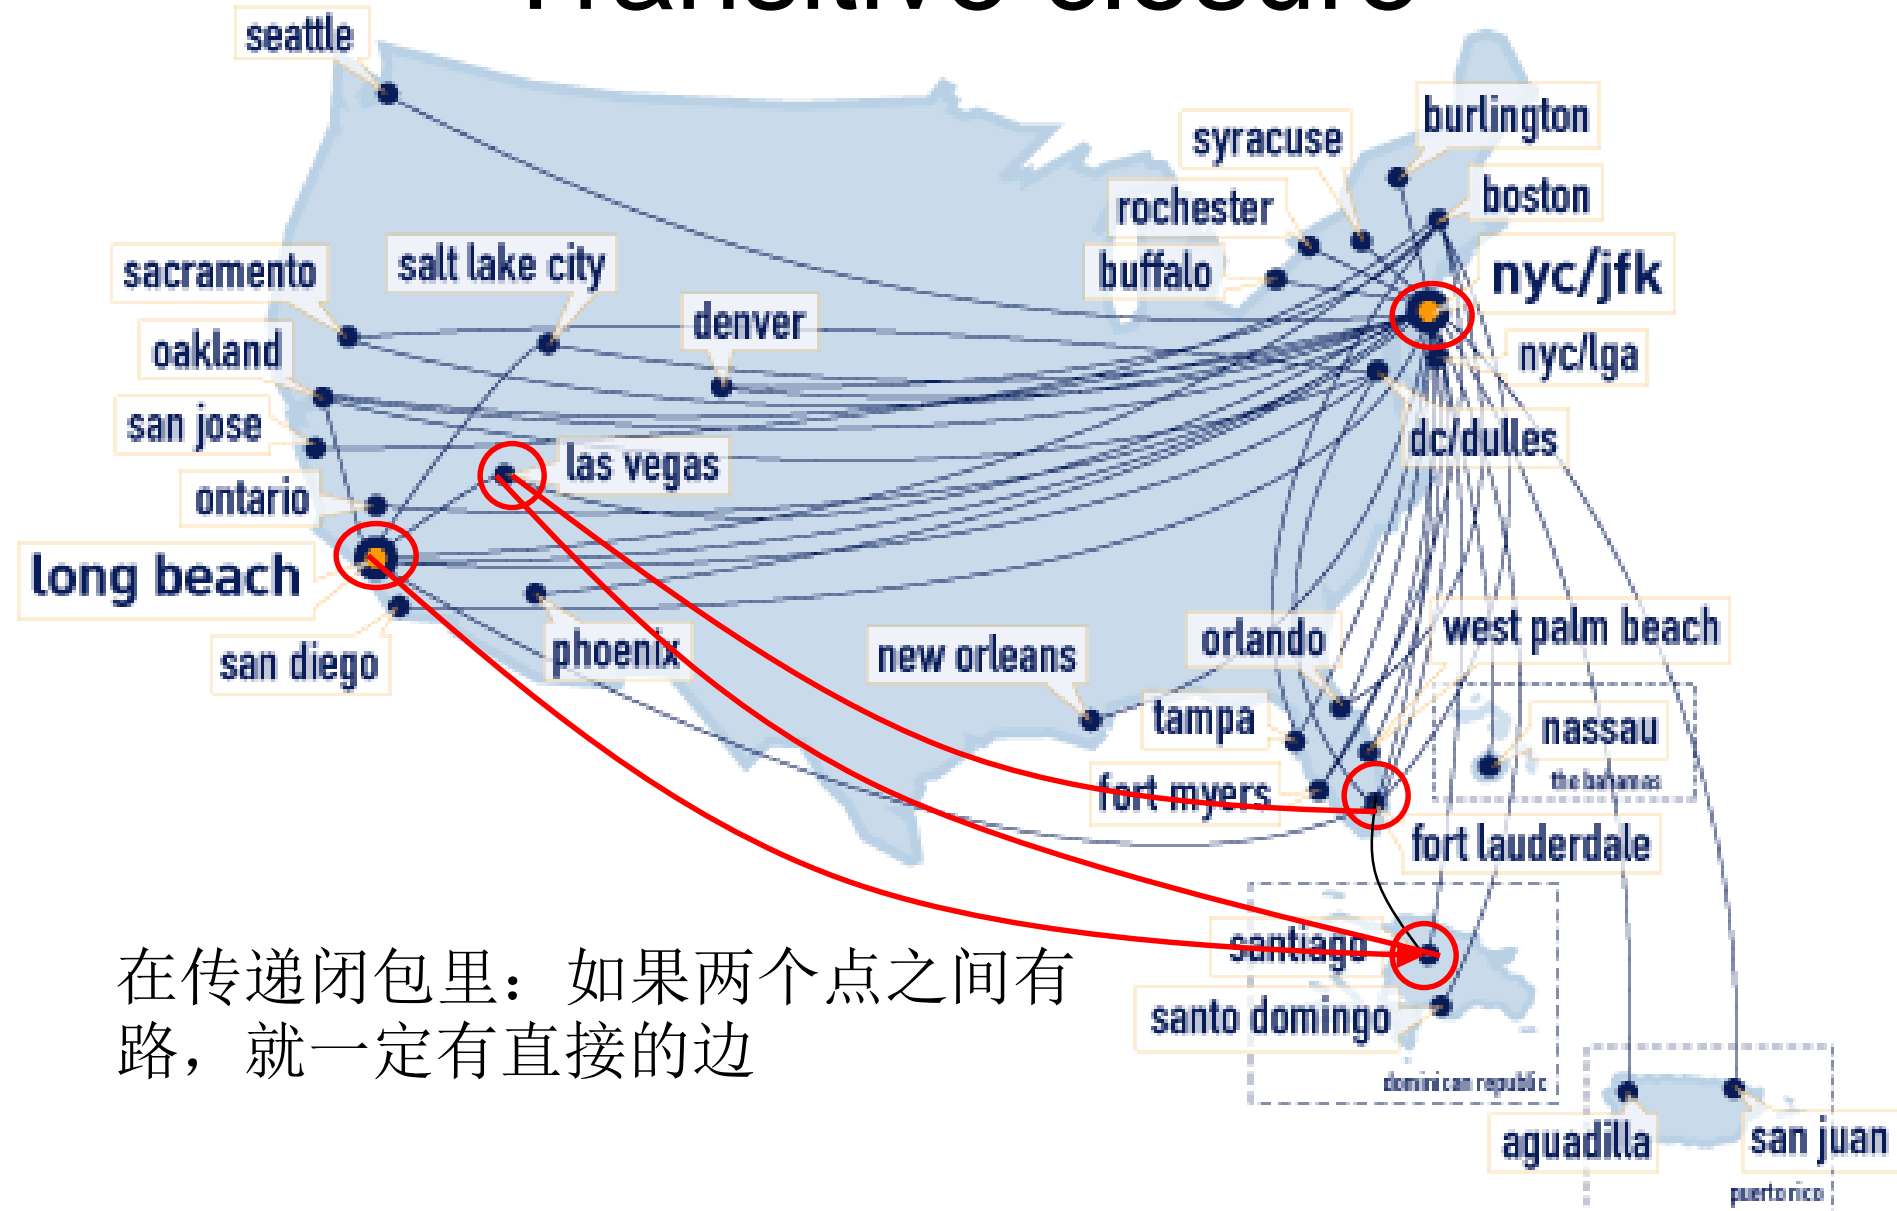 Transitive closure
seattle
burlington
syracuse
boston
rochester
nyc/jfk
sacramento
salt lake city
buffalo
denver
oakland
nyc/lga
san jose
dc/dulles
las vegas
ontario
long beach
west palm beach
orlando
san diego
phoenix
new orleans
tampa
nassau
the bahamas
fort myers
fort lauderdale
santiago
在传递闭包里：如果两个点之间有
路，就一定有直接的边
santo domingo
dominican republic
aguadilla
san juan
puerto rico